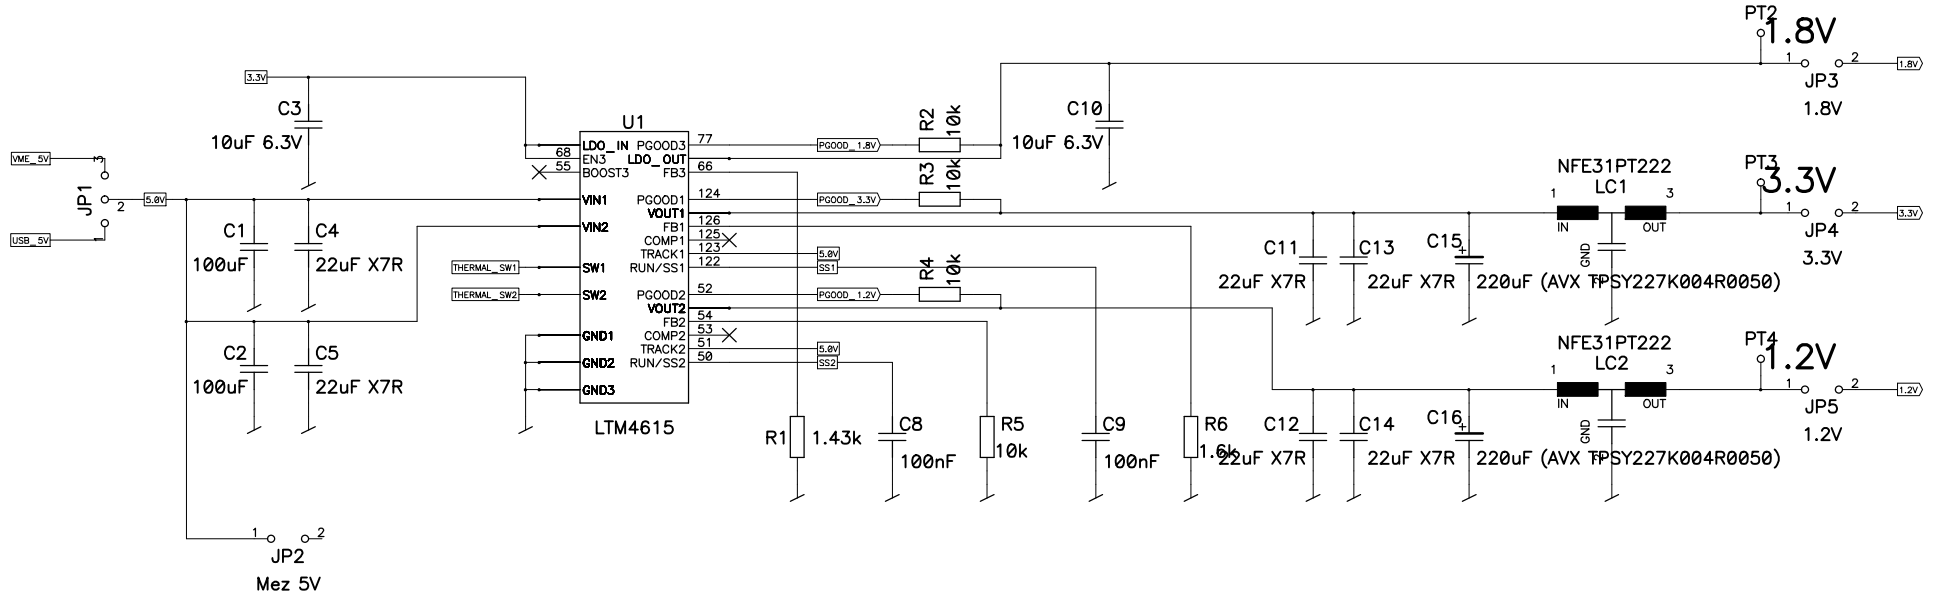 PT2
1.8V
1
2
1.8V
JP3
1.8V
3.3V
C3
10uF 6.3V
U1
LDO_IN
68
EN3
55
BOOST3
VIN1
VIN2
SW1
SW2
GND1
GND2
GND3
PGOOD3
77
LDO_OUT
FB3
66
PGOOD1
124
VOUT1
FB1
126
COMP1
125
TRACK1
123
RUN/SS1
122
PGOOD2
52
VOUT2
FB2
54
COMP2
53
TRACK2
51
RUN/SS2
50
LTM4615
PGOOD_1.8V
R2
10k
C10
10uF 6.3V
PGOOD_3.3V
R3
10k
5.0V
SS1
PGOOD_1.2V
R4
10k
5.0V
SS2
VME_5V
3
JP1
2
5.0V
USB_5V
1
C1
100uF
C4
22uF X7R
THERMAL_SW1
THERMAL_SW2
C2
100uF
C5
22uF X7R
NFE31PT222
LC1
1
3
IN
OUT
GND
2
PT3
3.3V
1
2
3.3V
JP4
3.3V
C11
22uF X7R
C13
22uF X7R
C15
+
220uF (AVX TPSY227K004R0050)
NFE31PT222
LC2
1
3
IN
OUT
GND
2
PT4
1.2V
1
2
1.2V
JP5
1.2V
R1
1.43k
C8
100nF
R5
10k
C9
100nF
R6
1.6k
C12
22uF X7R
C14
22uF X7R
C16
+
220uF (AVX TPSY227K004R0050)
1
2
JP2
Mez 5V